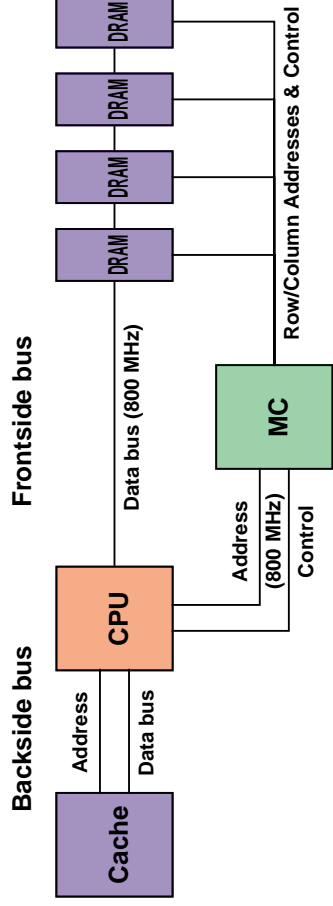 Backside bus
Frontside bus
Cache
Address
Data bus
CPU
Data bus (800 MHz)
DRAM
DRAM
DRAM
DRAM
Address
(800 MHz)
Control
MC
Row/Column Addresses & Control